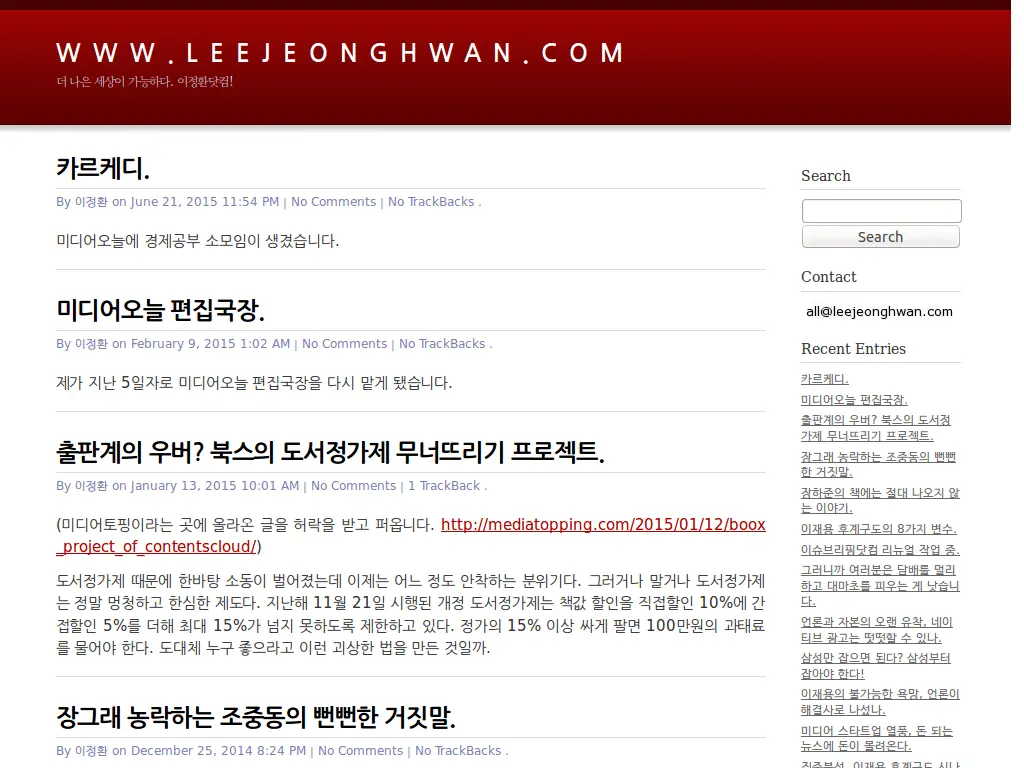 WWW.LEEJEONGHWAN.COM
더 나은 세상이 가능하다. 이정환닷컴!
카르케디.
By 이정환 on June 21, 2015 11:54 PM | No Comments | No TrackBacks .
미디어오늘에 경제공부 소모임이 생겼습니다.
미디어오늘 편집국장.
By 이정환 on February 9, 2015 1:02 AM | No Comments | No TrackBacks .
제가 지난 5일자로 미디어오늘 편집국장을 다시 맡게 됐습니다.
출판계의 우버? 북스의 도서정가제 무너뜨리기 프로젝트.
By 이정환 on January 13, 2015 10:01 AM | No Comments | 1 TrackBack .
(미디어토핑이라는 곳에 올라온 글을 허락을 받고 퍼옵니다. http://mediatopping.com/2015/01/12/boox
_project_of_contentscloud/)
도서정가제 때문에 한바탕 소동이 벌어졌는데 이제는 어느 정도 안착하는 분위기다. 그러거나 말거나 도서정가제
는 정말 멍청하고 한심한 제도다. 지난해 11월 21일 시행된 개정 도서정가제는 책값 할인을 직접할인 10%에 간
접할인 5%를 더해 최대 15%가 넘지 못하도록 제한하고 있다. 정가의 15% 이상 싸게 팔면 100만원의 과태료
를 물어야 한다. 도대체 누구 좋으라고 이런 괴상한 법을 만든 것일까.
장그래 농락하는 조중동의 뻔뻔한 거짓말.
By 이정환 on December 25, 2014 8:24 PM | No Comments | No TrackBacks .
Search
Search
Contact
all@leejeonghwan.com
Recent Entries
카르케디.
미디어오늘 편집국장.
출판계의 우버? 북스의 도서정
가제 무너뜨리기 프로젝트.
장그래 농락하는 조중동의 뻔뻔
한 거짓말.
장하준의 책에는 절대 나오지 않
는 이야기.
이재용 후계구도의 8가지 변수.
이슈브리핑닷컴 리뉴얼 작업 중.
그러니까 여러분은 담배를 멀리
하고 대마초를 피우는 게 낫습니
다.
언론과 자본의 오랜 유착, 네이
티브 광고는 떳떳할 수 있나.
삼성만 잡으면 된다? 삼성부터
잡아야 한다!
이재용의 불가능한 욕망, 언론이
해결사로 나섰나.
미디어 스타트업 열풍, 돈 되는
뉴스에 돈이 몰려온다.